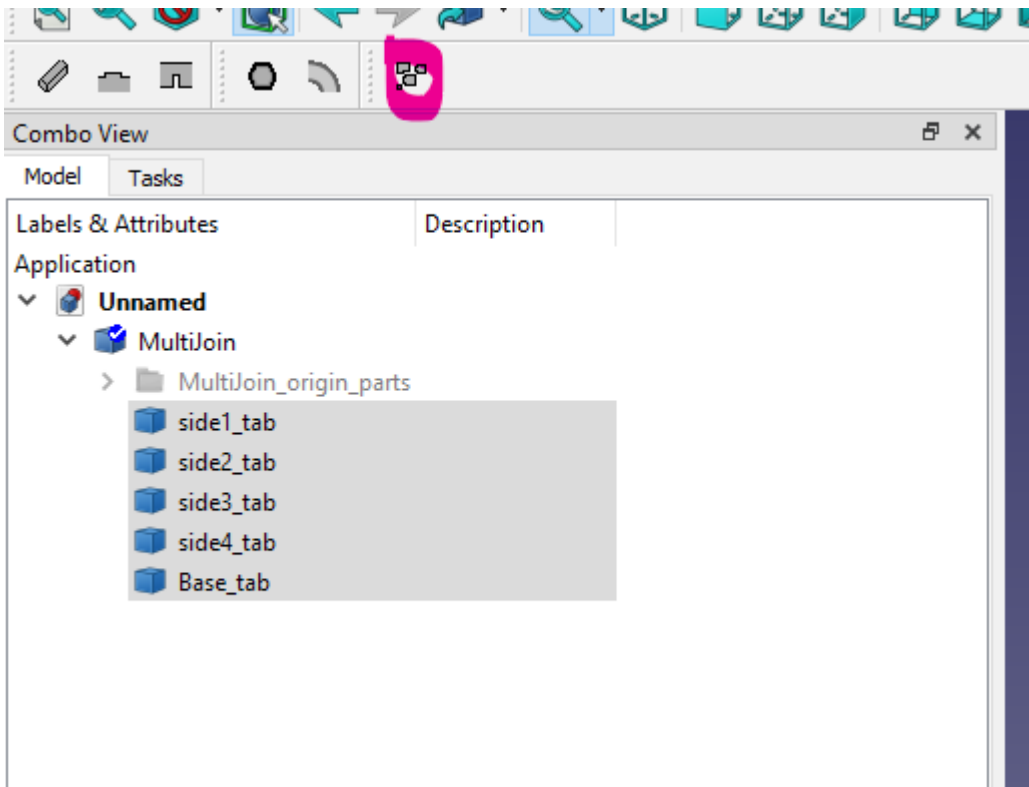 Combo View
Model Tasks
Labels & Attributes Description
Application
Unnamed
MultiJoin
MultiJoin_origin_parts
side1_tab
side2_tab
side3_tab
side4_tab
Base_tab